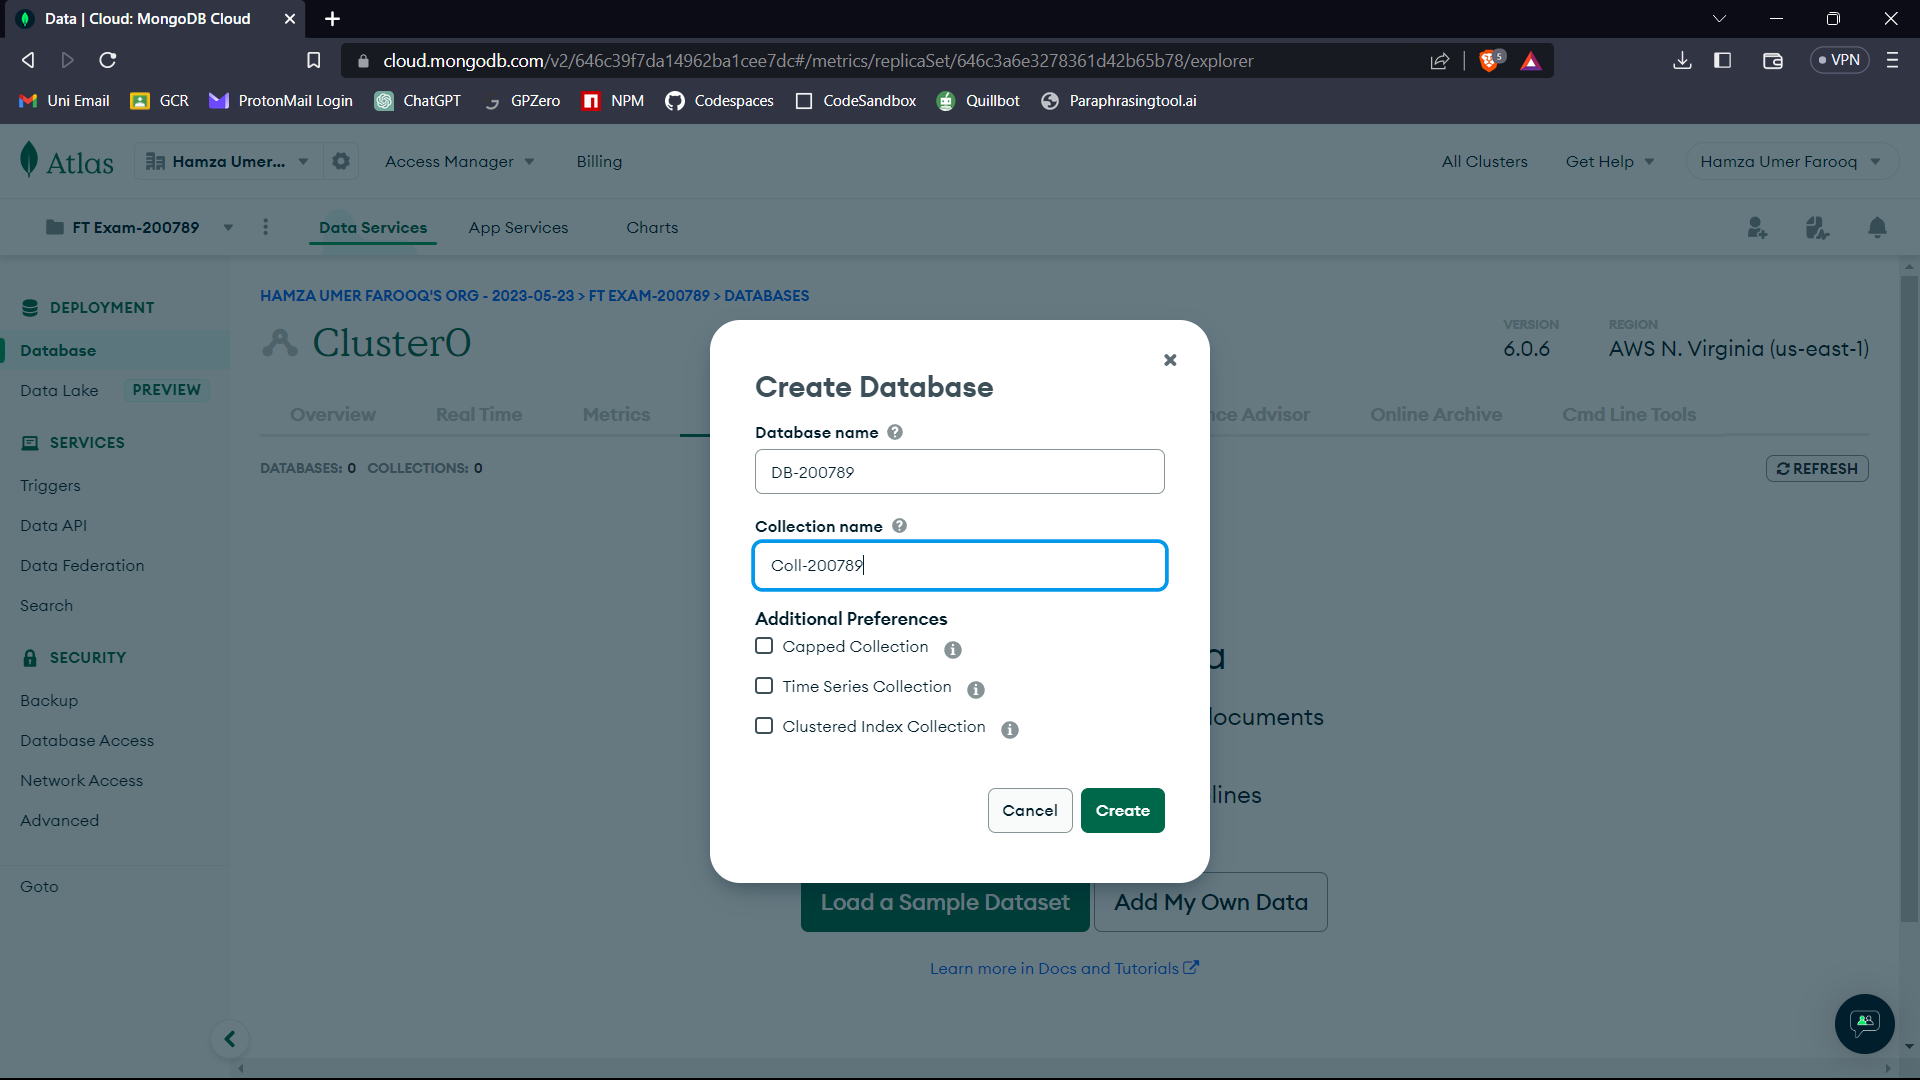 Data | Cloud: MongoDB Cloud
cloud.mongodb.com/v2/646c39f7da14962ba1cee7dc#/metrics/replicaSet/646c3a6e3278361d42b65b78/explorer
5
VPN
Uni Email GCR ProtonMail Login ChatGPT GPZero NPM Codespaces CodeSandbox Quillbot Paraphrasingtool.ai
Atlas Hamza Umer... Access Manager Billing All Clusters Get Help Hamza Umer Farooq
FT Exam-200789 Data Services App Services Charts
DEPLOYMENT
Database
Data Lake PREVIEW
SERVICES
Triggers
Data API
Data Federation
Search
SECURITY
Backup
Database Access
Network Access
Advanced
Goto
HAMZA UMER FAROOQ'S ORG - 2023-05-23 > FT EXAM-200789 > DATABASES
Cluster0
VERSION
6.0.6
REGION
AWS N. Virginia (us-east-1)
Overview Real Time Metrics nce Advisor Online Archive Cmd Line Tools
DATABASES: 0 COLLECTIONS: 0
REFRESH
Create Database
Database name
DB-200789
Collection name
Coll-200789
Additional Preferences
Capped Collection
Time Series Collection
Clustered Index Collection
Cancel Create
a
locuments
lines
Load a Sample Dataset Add My Own Data
Learn more in Docs and Tutorials